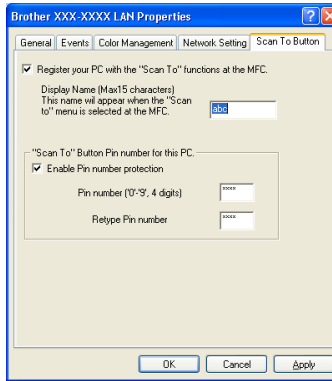 Brother XXX-XXXX LAN Properties
General Events Color Management Network Setting Scan To Button
Register your PC with the "Scan To" functions at the MFC.
Display Name (Max15 characters)
This name wil appear when the "Scan
to" menu is selected at the MFC.
abc
"Scan To" Button Pin number for this PC.
Enable Pin number protection
Pin number ('0'-'9', 4 digits)
xxxx
Retype Pin number
xxxx
OK Cancel Apply